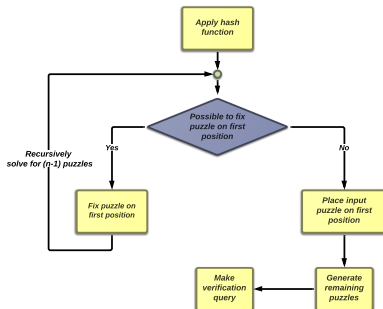 Apply hash
function
Possible to fix
puzzle on first
position
Recursively
solve for (n-1) puzzles
Yes
No
Fix puzzle on
first position
Place input
puzzle on first
position
Make
verification
query
Generate
remaining
puzzles